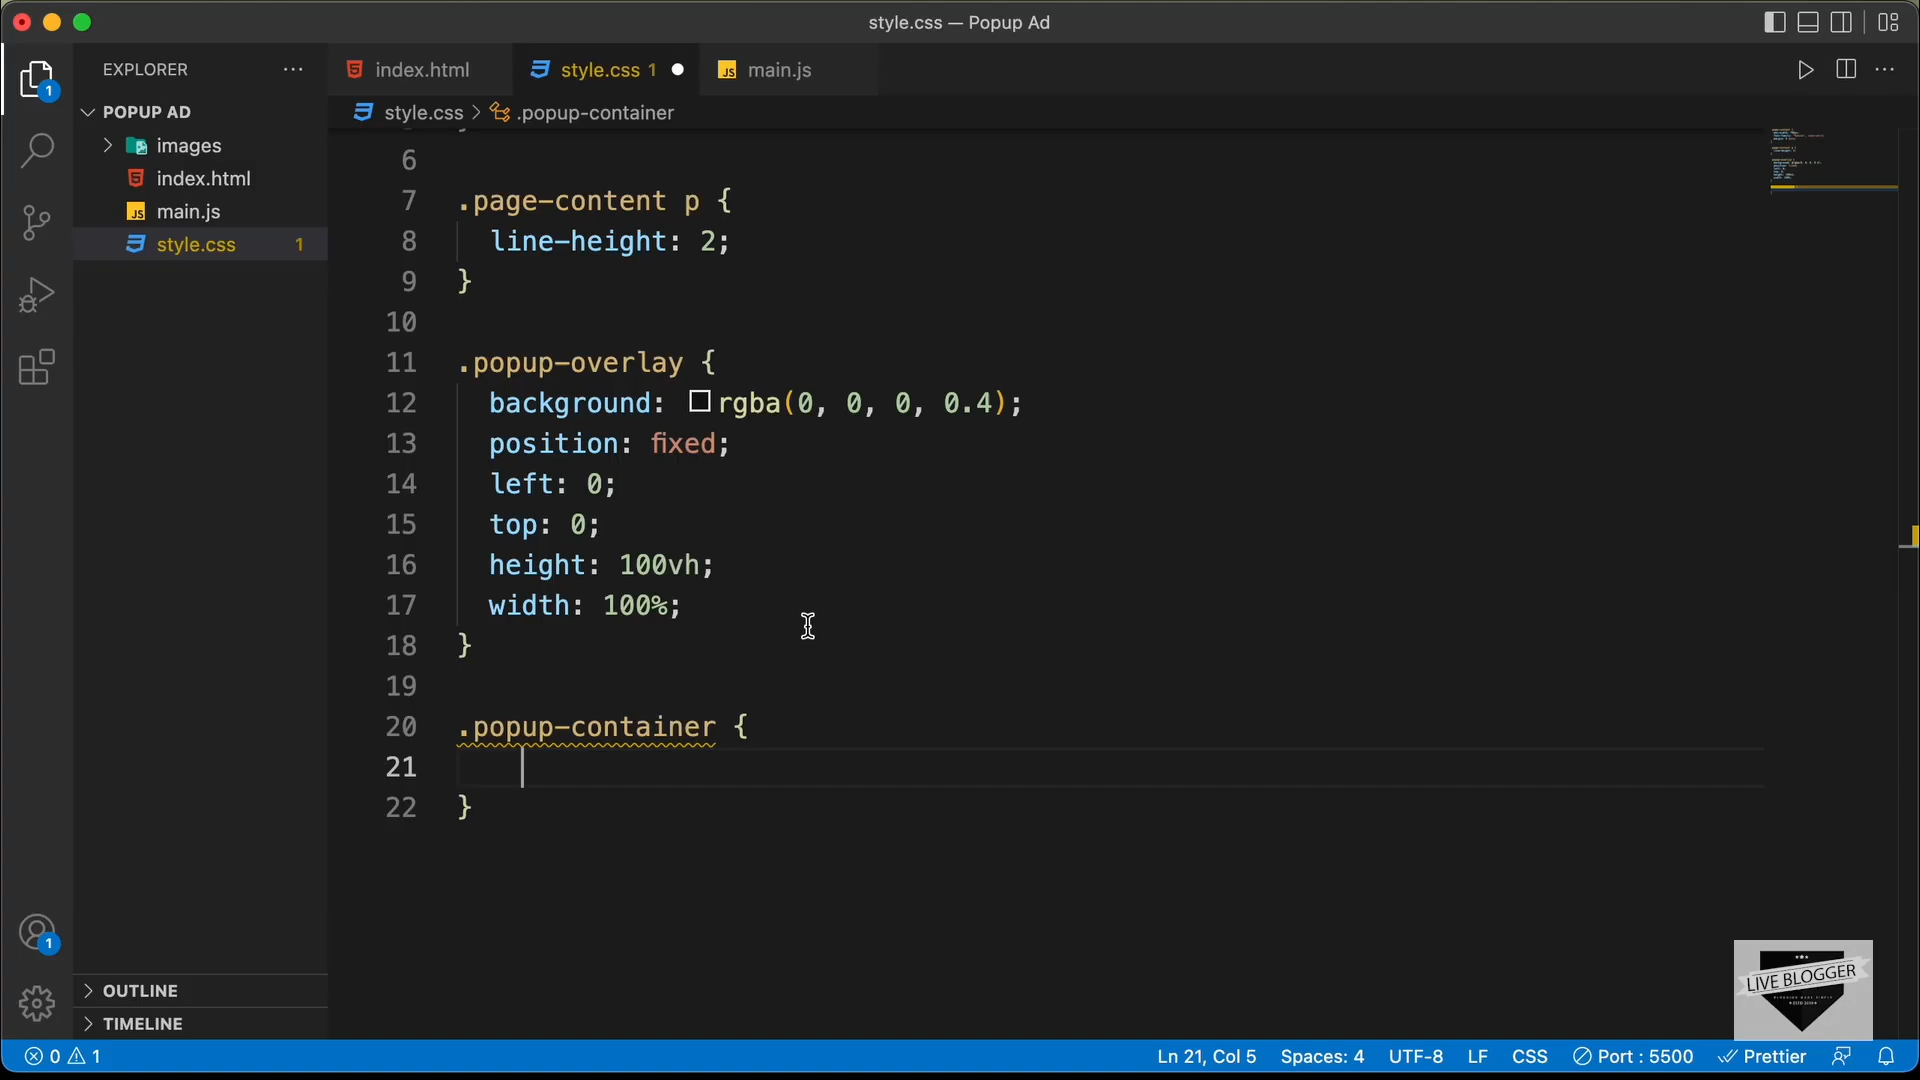 style.css — Popup Ad
EXPLORER
index.html
style.css 1
main.js
POPUP AD
style.css > .popup-container
images
index.html
main.js
style.css 1
6
7 .page-content p {
8 line-height: 2;
9 }
10
11 .popup-overlay {
12 background: rgba(0, 0, 0, 0.4);
13 position: fixed;
14 left: 0;
15 top: 0;
16 height: 100vh;
17 width: 100%;
18 }
19
20 .popup-container {
21
22 }
1
1
OUTLINE
TIMELINE
LIVE BLOGGER
0 1
Ln 21, Col 5 Spaces: 4 UTF-8 LF CSS Port : 5500 Prettier